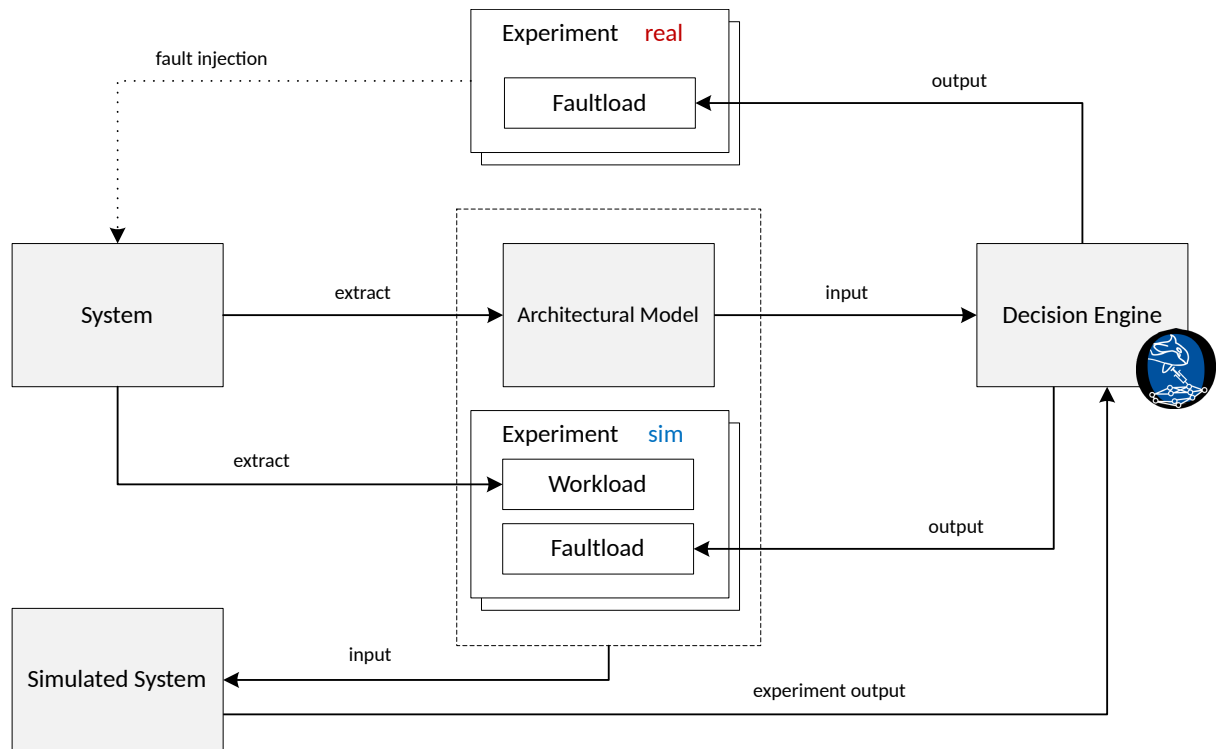 Experiment real
fault injection
output
Faultload
extract
input
System
Architectural Model
Decision Engine
Experiment sim
extract
Workload
output
Faultload
input
Simulated System
experiment output